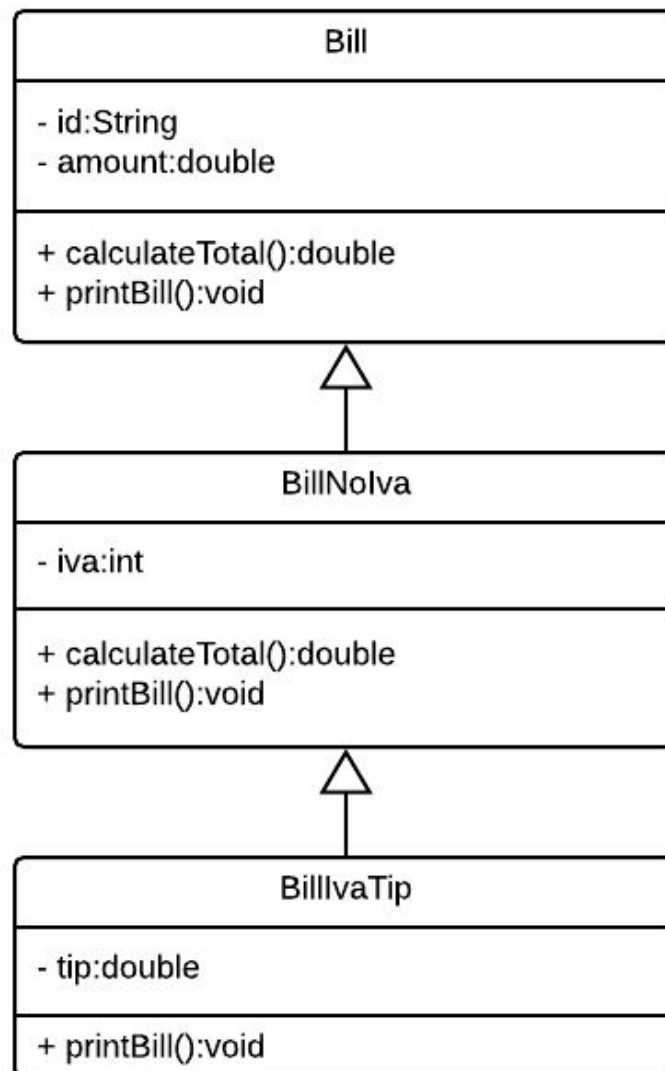 Bill
- id:String
- amount:double
+ calculateTotal():double
+ printBill():void
BillNoIva
- iva:int
+ calculateTotal():double
+ printBill():void
BillIvaTip
- tip:double
+ printBill():void